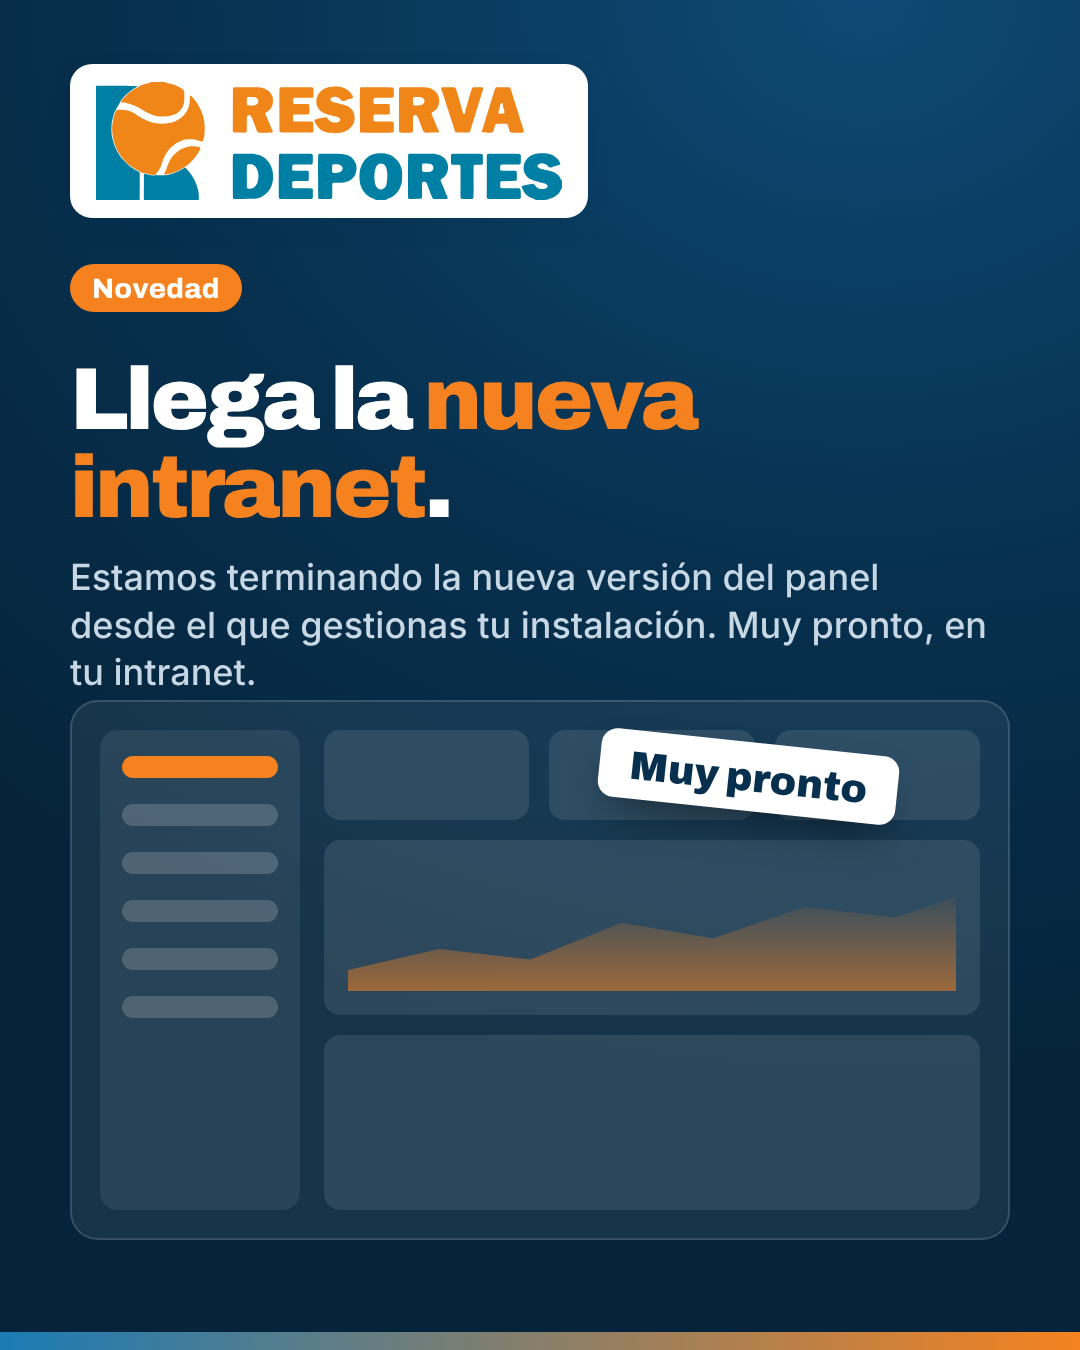 RESERVA
DEPORTES
Novedad
Llega la nueva
intranet.
Estamos terminando la nueva versión del panel
desde el que gestionas tu instalación. Muy pronto, en
tu intranet.
Muy pronto